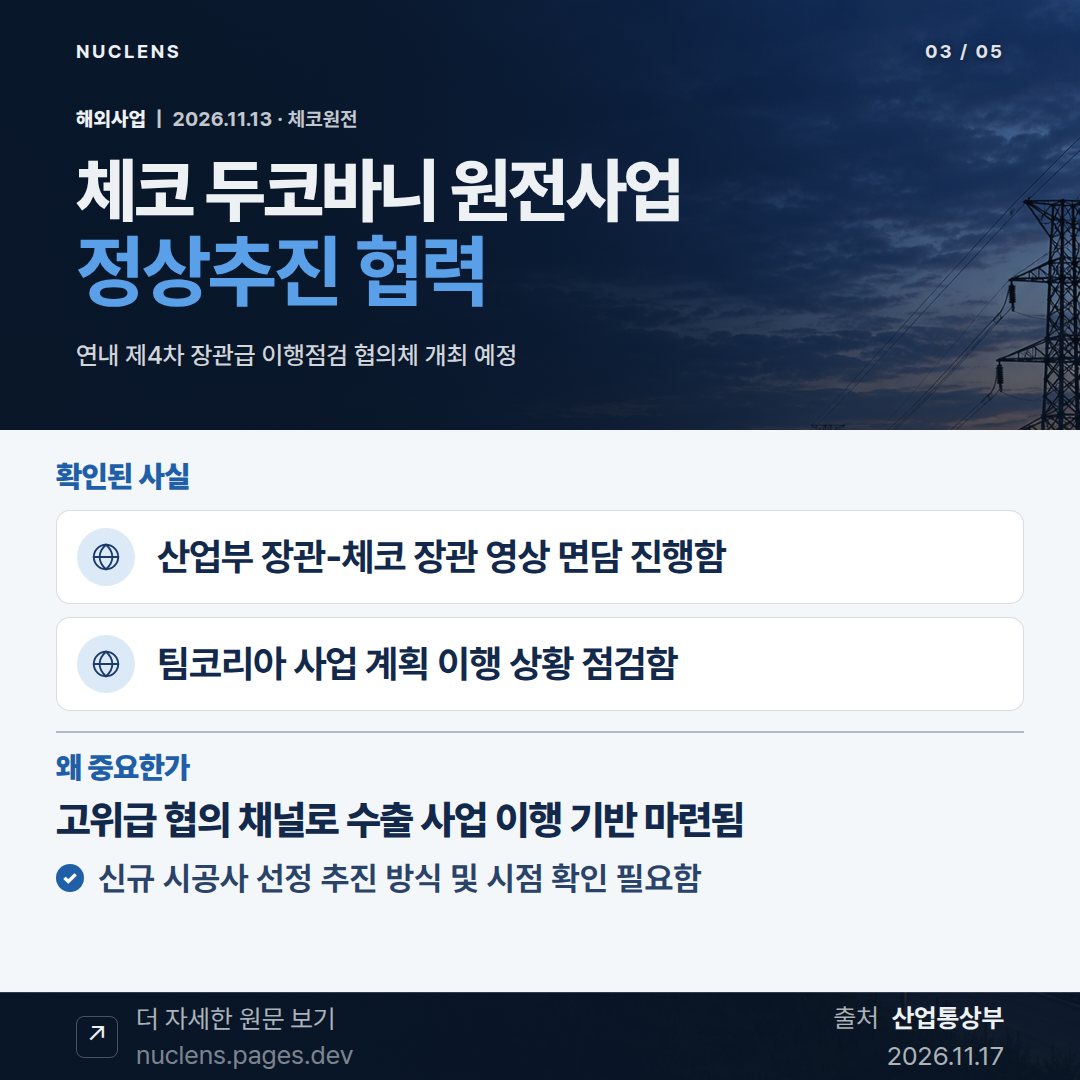 NUCLENS
03 / 05
해외사업 | 2026.11.13 · 체코원전
체코 두코바니 원전사업
정상추진 협력
연내 제4차 장관급 이행점검 협의체 개최 예정
확인된 사실
산업부 장관-체코 장관 영상 면담 진행함
팀코리아 사업 계획 이행 상황 점검함
왜 중요한가
고위급 협의 채널로 수출 사업 이행 기반 마련됨
신규 시공사 선정 추진 방식 및 시점 확인 필요함
더 자세한 원문 보기
nuclens.pages.dev
출처 산업통상부
2026.11.17